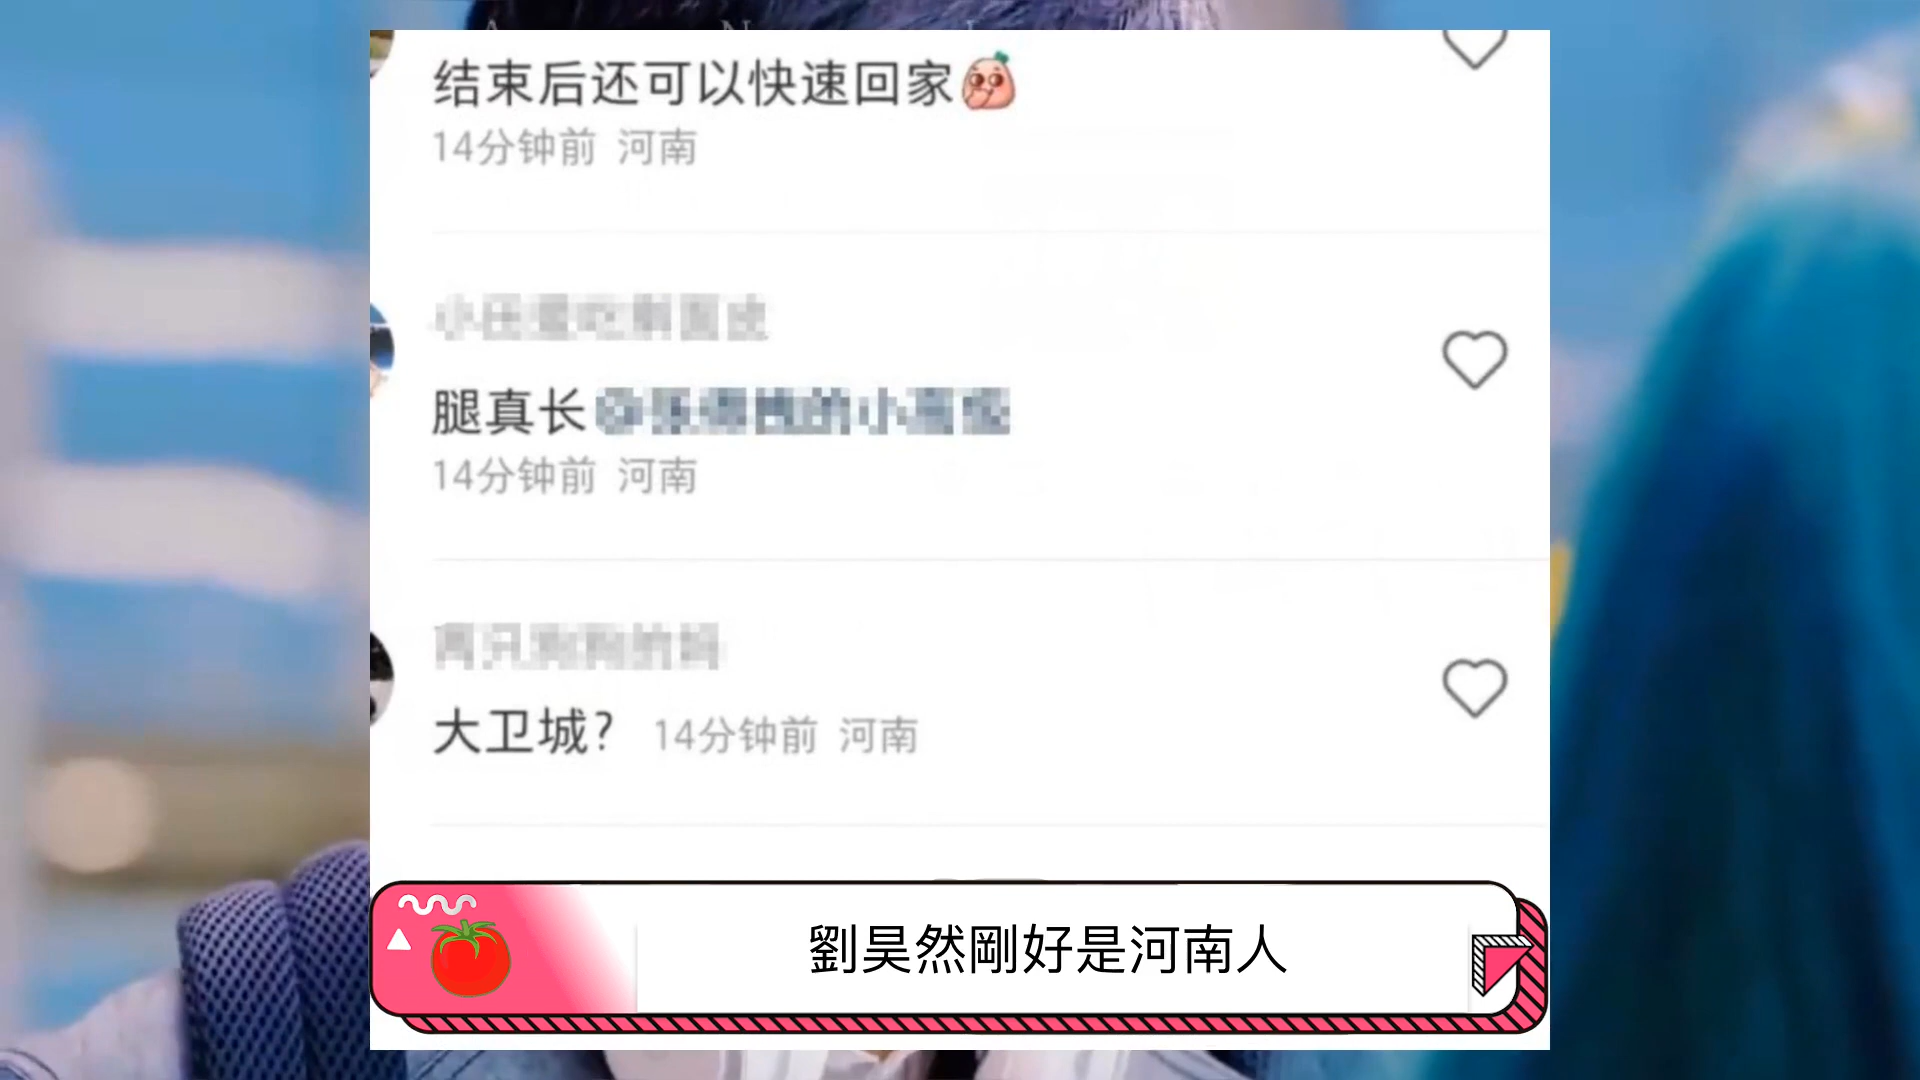 结束后还可以快速回家
14分钟前 河南
腿真长
14分钟前 河南
大卫城? 14分钟前 河南
劉昊然剛好是河南人